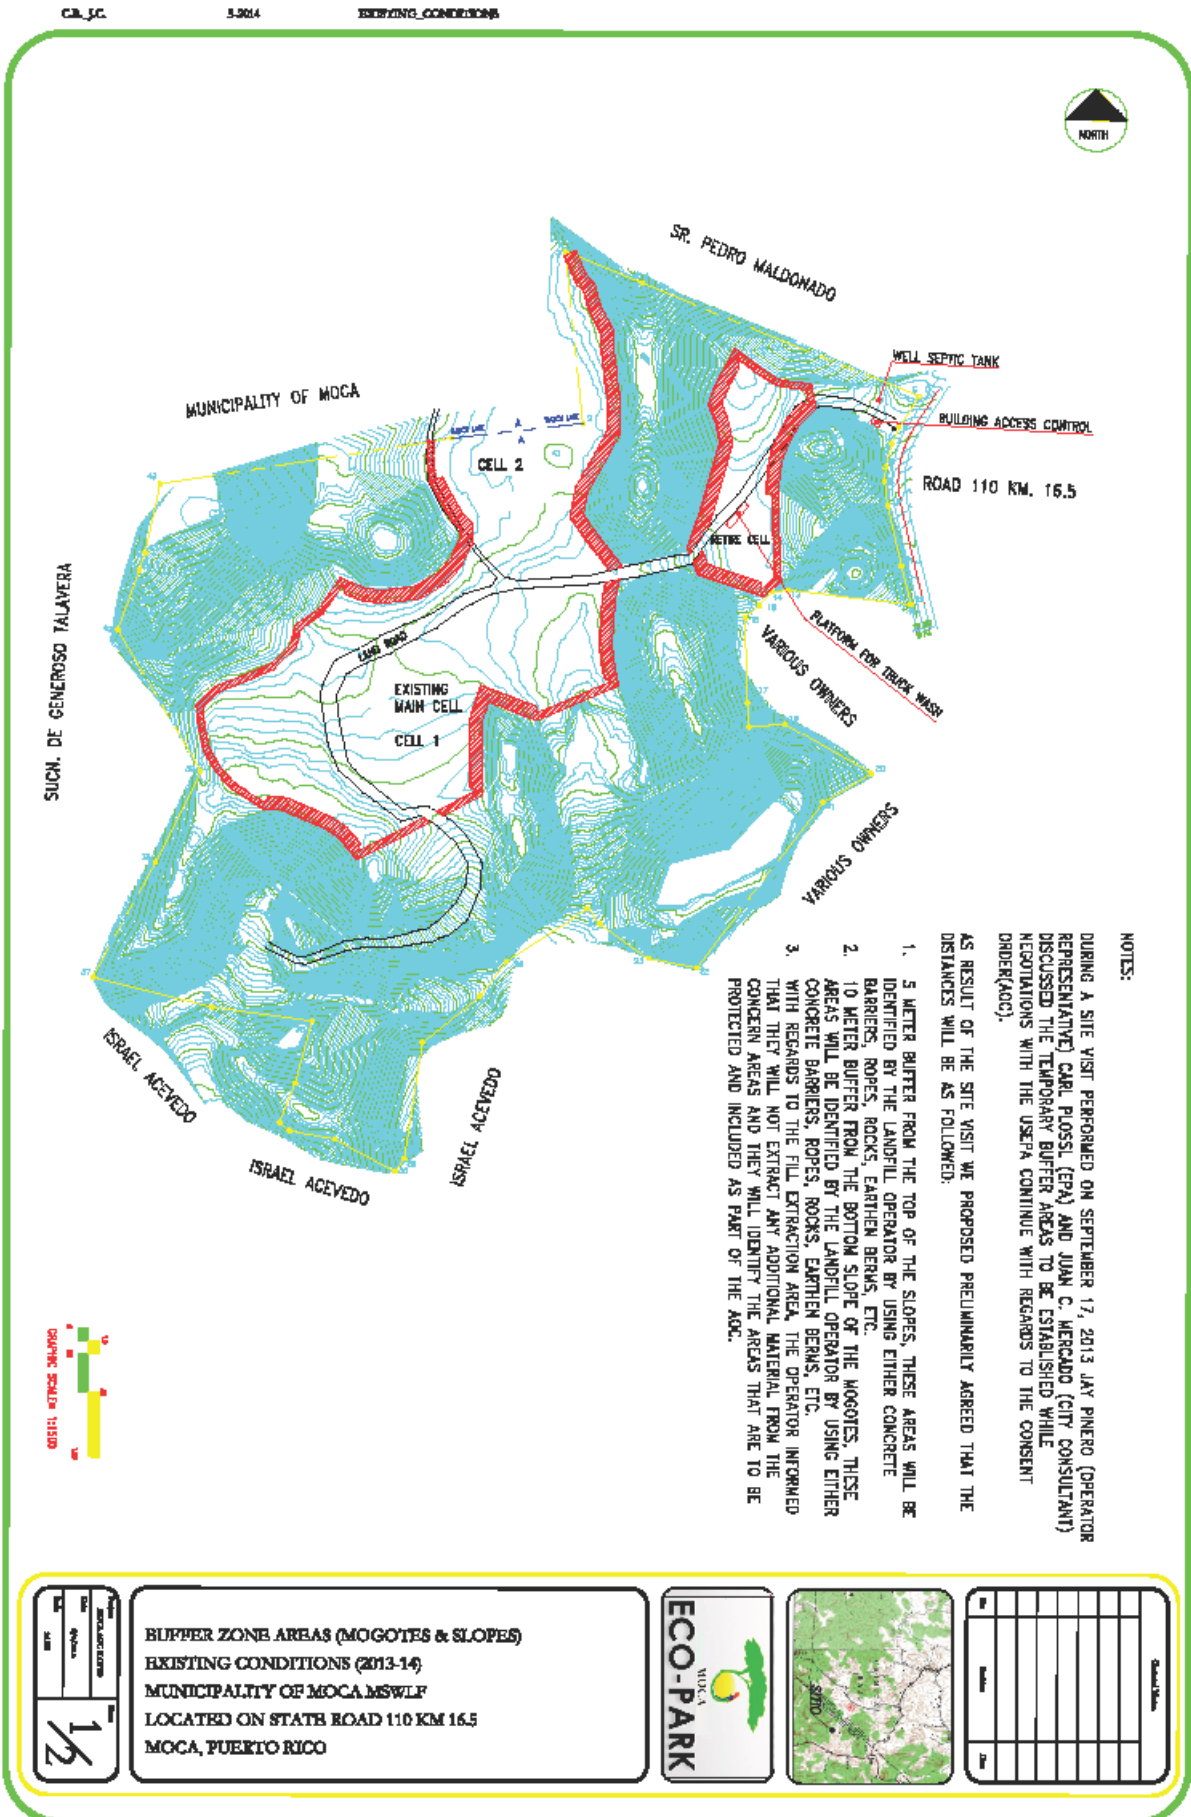 C.R._J.C.
5-2014
EXISTING_CONDITIONS
NORTH
SR. PEDRO MALDONADO
WELL SEPTIC TANK
BUILDING ACCESS CONTROL
ROAD 110 KM. 16.5
MUNICIPALITY OF MOCA
CELL 2
RETIRE CELL
PLATFORM FOR TRUCK WASH
VARIOUS OWNERS
VARIOUS OWNERS
SUCN. DE GENEROSO TALAVERA
ROAD
EXISTING
MAIN CELL
CELL 1
ISRAEL ACEVEDO
ISRAEL ACEVEDO
ISRAEL ACEVEDO
NOTES:
DURING A SITE VISIT PERFORMED ON SEPTEMBER 17, 2013 JAY PINERO (OPERATOR
REPRESENTATIVE) CARL PLOSSL (EPA) AND JUAN C. MERCADO (CITY CONSULTANT)
DISCUSSED THE TEMPORARY BUFFER AREAS TO BE ESTABLISHED WHILE
NEGOTIATIONS WITH THE USEPA CONTINUE WITH REGARDS TO THE CONSENT
ORDER(AOC).
AS RESULT OF THE SITE VISIT WE PROPOSED PRELIMINARILY AGREED THAT THE
DISTANCES WILL BE AS FOLLOWED:
1. 5 METER BUFFER FROM THE TOP OF THE SLOPES, THESE AREAS WILL BE
IDENTIFIED BY THE LANDFILL OPERATOR BY USING EITHER CONCRETE
BARRIERS, ROPES, ROCKS, EARTHEN BERMS, ETC.
2. 10 METER BUFFER FROM THE BOTTOM SLOPE OF THE MOGOTES, THESE
AREAS WILL BE IDENTIFIED BY THE LANDFILL OPERATOR BY USING EITHER
CONCRETE BARRIERS, ROPES, ROCKS, EARTHEN BERMS, ETC.
3. WITH REGARDS TO THE FILL EXTRACTION AREA, THE OPERATOR INFORMED
THAT THEY WILL NOT EXTRACT ANY ADDITIONAL MATERIAL FROM THE
CONCERN AREAS AND THEY WILL IDENTIFY THE AREAS THAT ARE TO BE
PROTECTED AND INCLUDED AS PART OF THE AOC.
GRAPHIC SCALE 1:1500
BUFFER ZONE AREAS (MOGOTES & SLOPES)
EXISTING CONDITIONS (2013-14)
MUNICIPALITY OF MOCA MSWLF
LOCATED ON STATE ROAD 110 KM 16.5
MOCA, PUERTO RICO
1/2
MOCA
ECO-PARK
SITIO